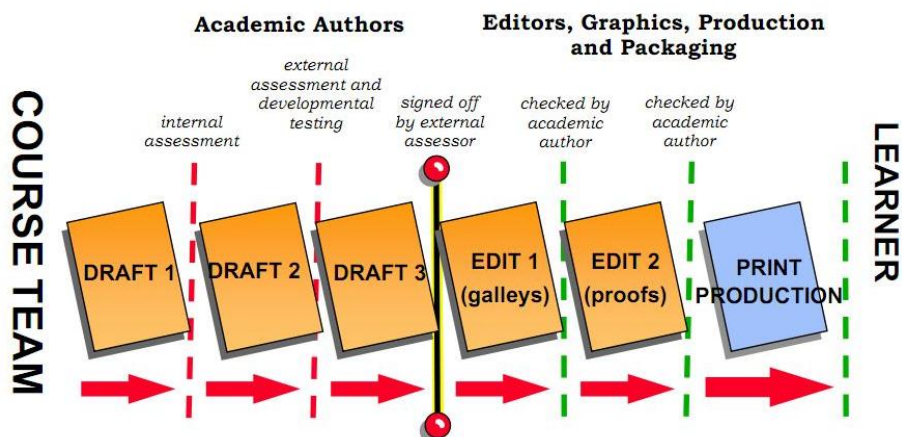 Academic Authors
Editors, Graphics, Production
and Packaging
COURSE TEAM
internal
assessment
external
assessment and
developmental
testing
signed off
by external
assessor
checked by
academic
author
checked by
academic
author
LEARNER
DRAFT 1
DRAFT 2
DRAFT 3
EDIT 1
(galleys)
EDIT 2
(proofs)
PRINT
PRODUCTION